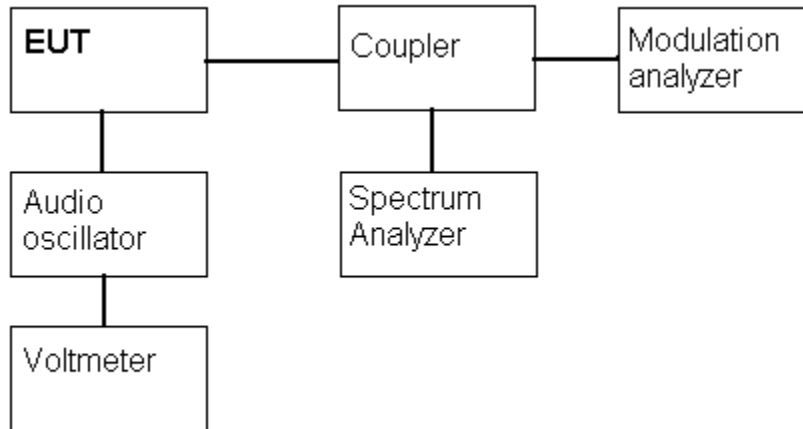 EUT
Coupler
Modulation
analyzer
Audio
oscillator
Spectrum
Analyzer
Voltmeter